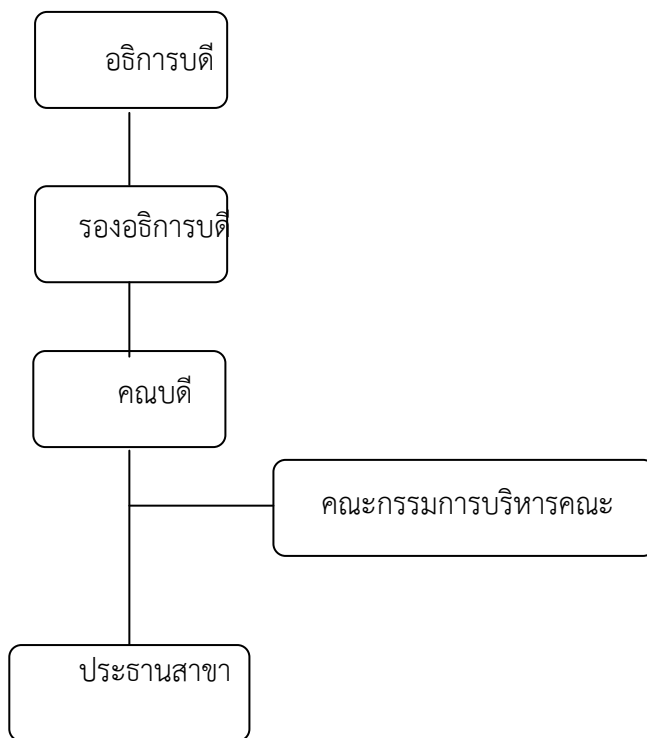 อธิการบดี
รองอธิการบดี
คณบดี
คณะกรรมการบริหารคณะ
ประธานสาขา